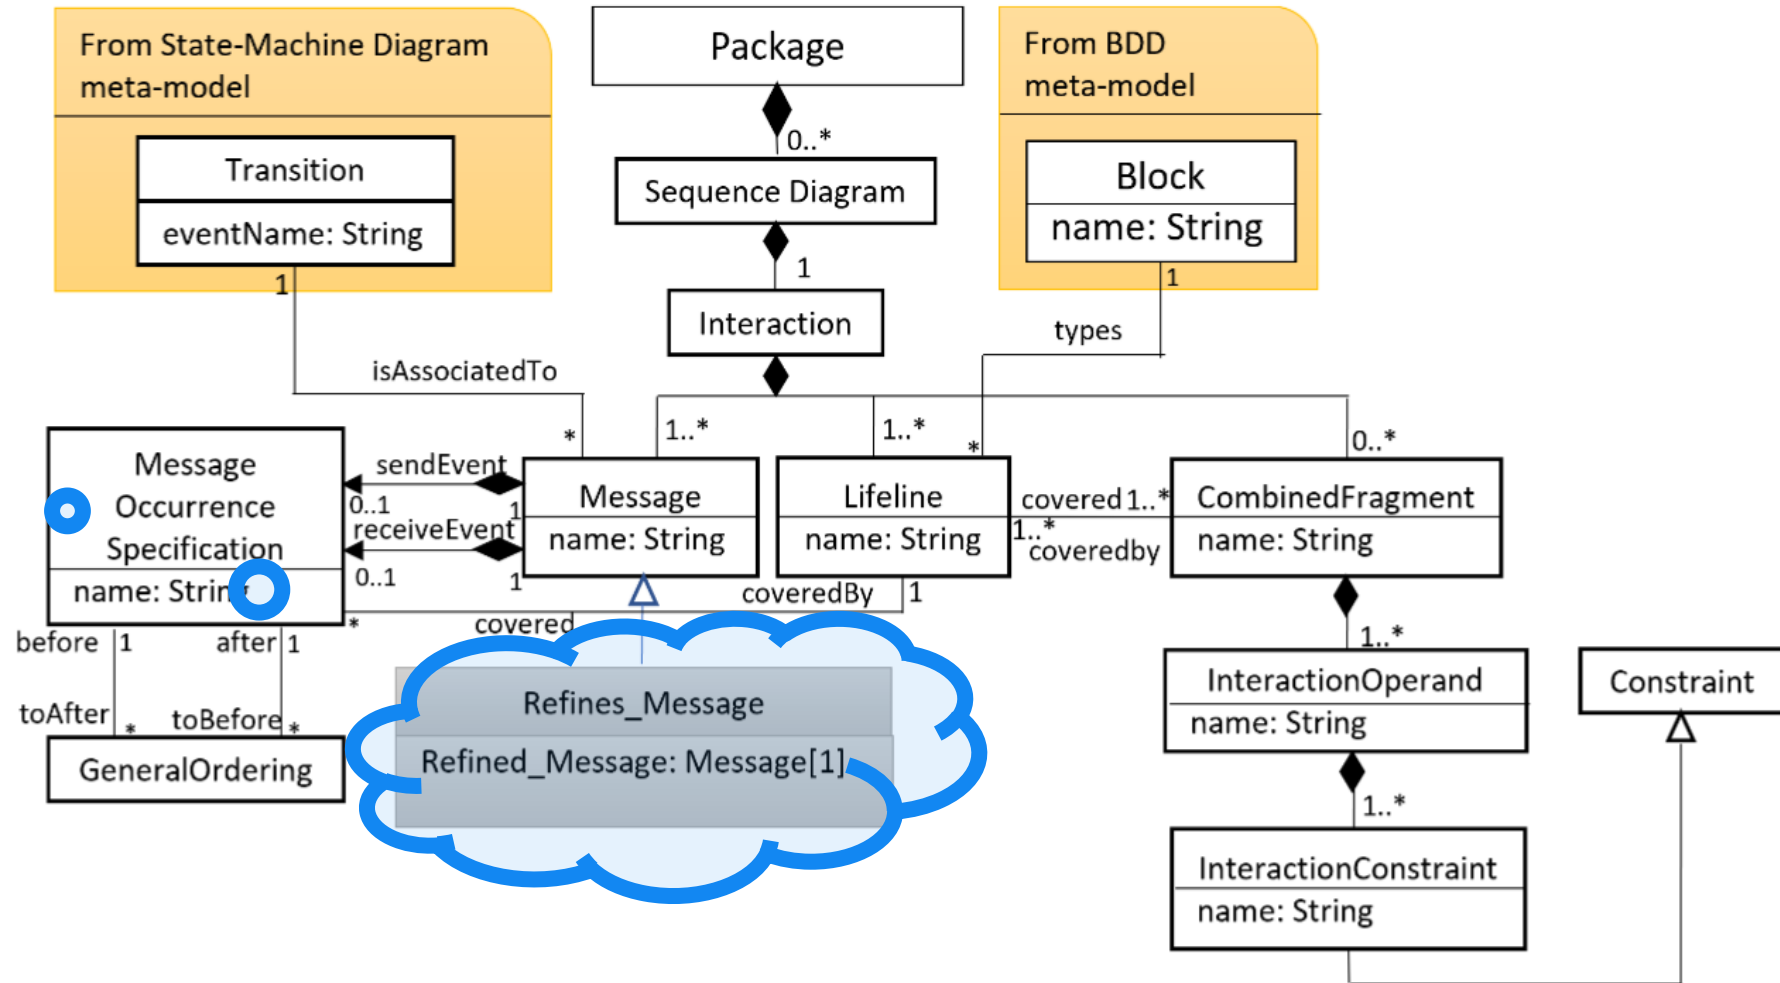 From State-Machine Diagram
meta-model
Transition
eventName: String
1
Package
0..*
Sequence Diagram
1
Interaction
From BDD
meta-model
Block
name: String
1
types
isAssociatedTo
*
1..*
1..*
*
0..*
Message
Occurrence
Specification
name: String
sendEvent
0..1
1
receiveEvent
0..1
1
Message
name: String
Lifeline
name: String
covered
1..*
1..*
coveredby
CombinedFragment
name: String
coveredBy
1
*
covered
before
1
after
1
toAfter
*
toBefore
*
GeneralOrdering
Refines_Message
Refined_Message: Message[1]
1..*
InteractionOperand
name: String
1..*
InteractionConstraint
name: String
Constraint